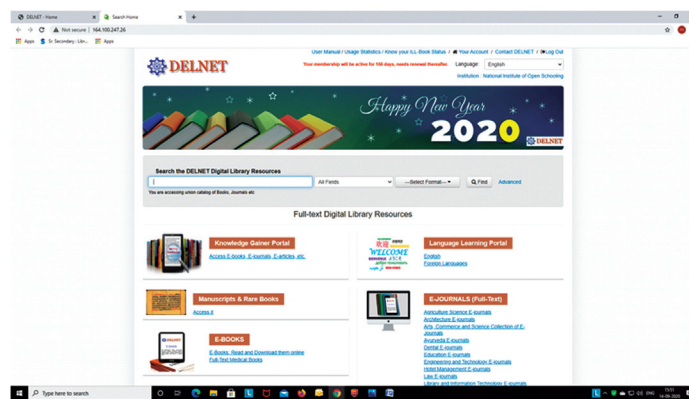 DELNET - Home
Search Home
Not secure | 164.100.247.26
Apps
Sr. Secondary : Libr...
Apps
User Manual / Usage Statistics / Know your ILL-Book Status / Your Account / Contact DELNET / Log Out
DELNET
Your membership will be active for 166 days, needs renewal thereafter.
Language: English
Institution : National Institute of Open Schooling
Happy New Year
2020
DELNET
Search the DELNET Digital Library Resources
All Fields
---Select Format---
Find
Advanced
You are accessing union catalog of Books, Journals etc
Full-text Digital Library Resources
Knowledge Gainer Portal
Access E-books, E-journals, E-articles, etc.
欢迎
WELCOME
Language Learning Portal
English
Foreign Languages
Manuscripts & Rare Books
Access it
E-BOOKS
E-Books, Read and Download them online
Full-Text Medical Books
E-JOURNALS (Full-Text)
Agriculture Science E-journals
Architecture E-journals
Arts, Commerce and Science Collection of E-
Journals
Ayurveda E-journals
Dental E-journals
Education E-journals
Engineering and Technology E-journals
Hotel Management E-journals
Law E-journals
Library and Information Technology E-journals
Type here to search
ENG
15:51
14-09-2020